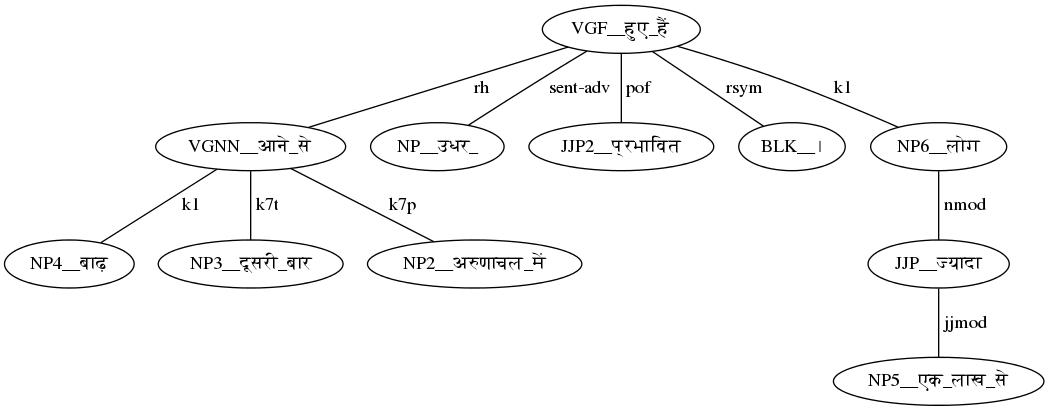 VGF__हुए_हैं
rh
sent-adv
pof
rsym
k1
VGNN__आने_से
NP__उधर_
JJP2__प्रभावित
BLK__।
NP6__लोग
k1
k7t
k7p
nmod
NP4__बाढ़
NP3__दूसरी_बार
NP2__अरुणाचल_में
JJP__ज्यादा
jjmod
NP5__एक_लाख_से